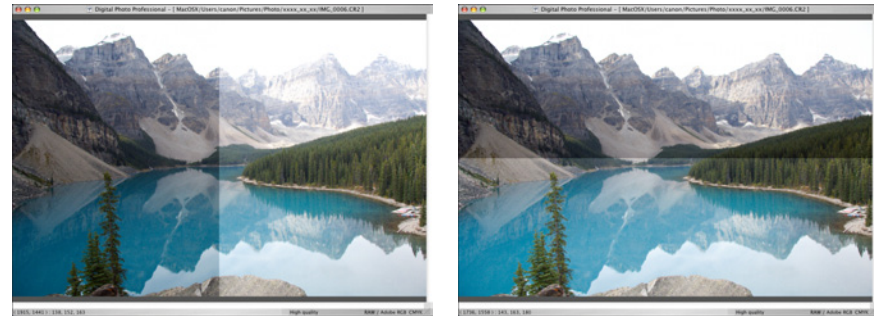 Digital Photo Professional - [ MacOSX/Users/canon/Pictures/Photo/xxxx_xx_xx/IMG_0006.CR2 ]
High quality
RAW / Adobe RGB CMYK
Digital Photo Professional - [ MacOSX/Users/canon/Pictures/Photo/xxxx_xx_xx/IMG_0006.CR2 ]
High quality
RAW / Adobe RGB CMYK